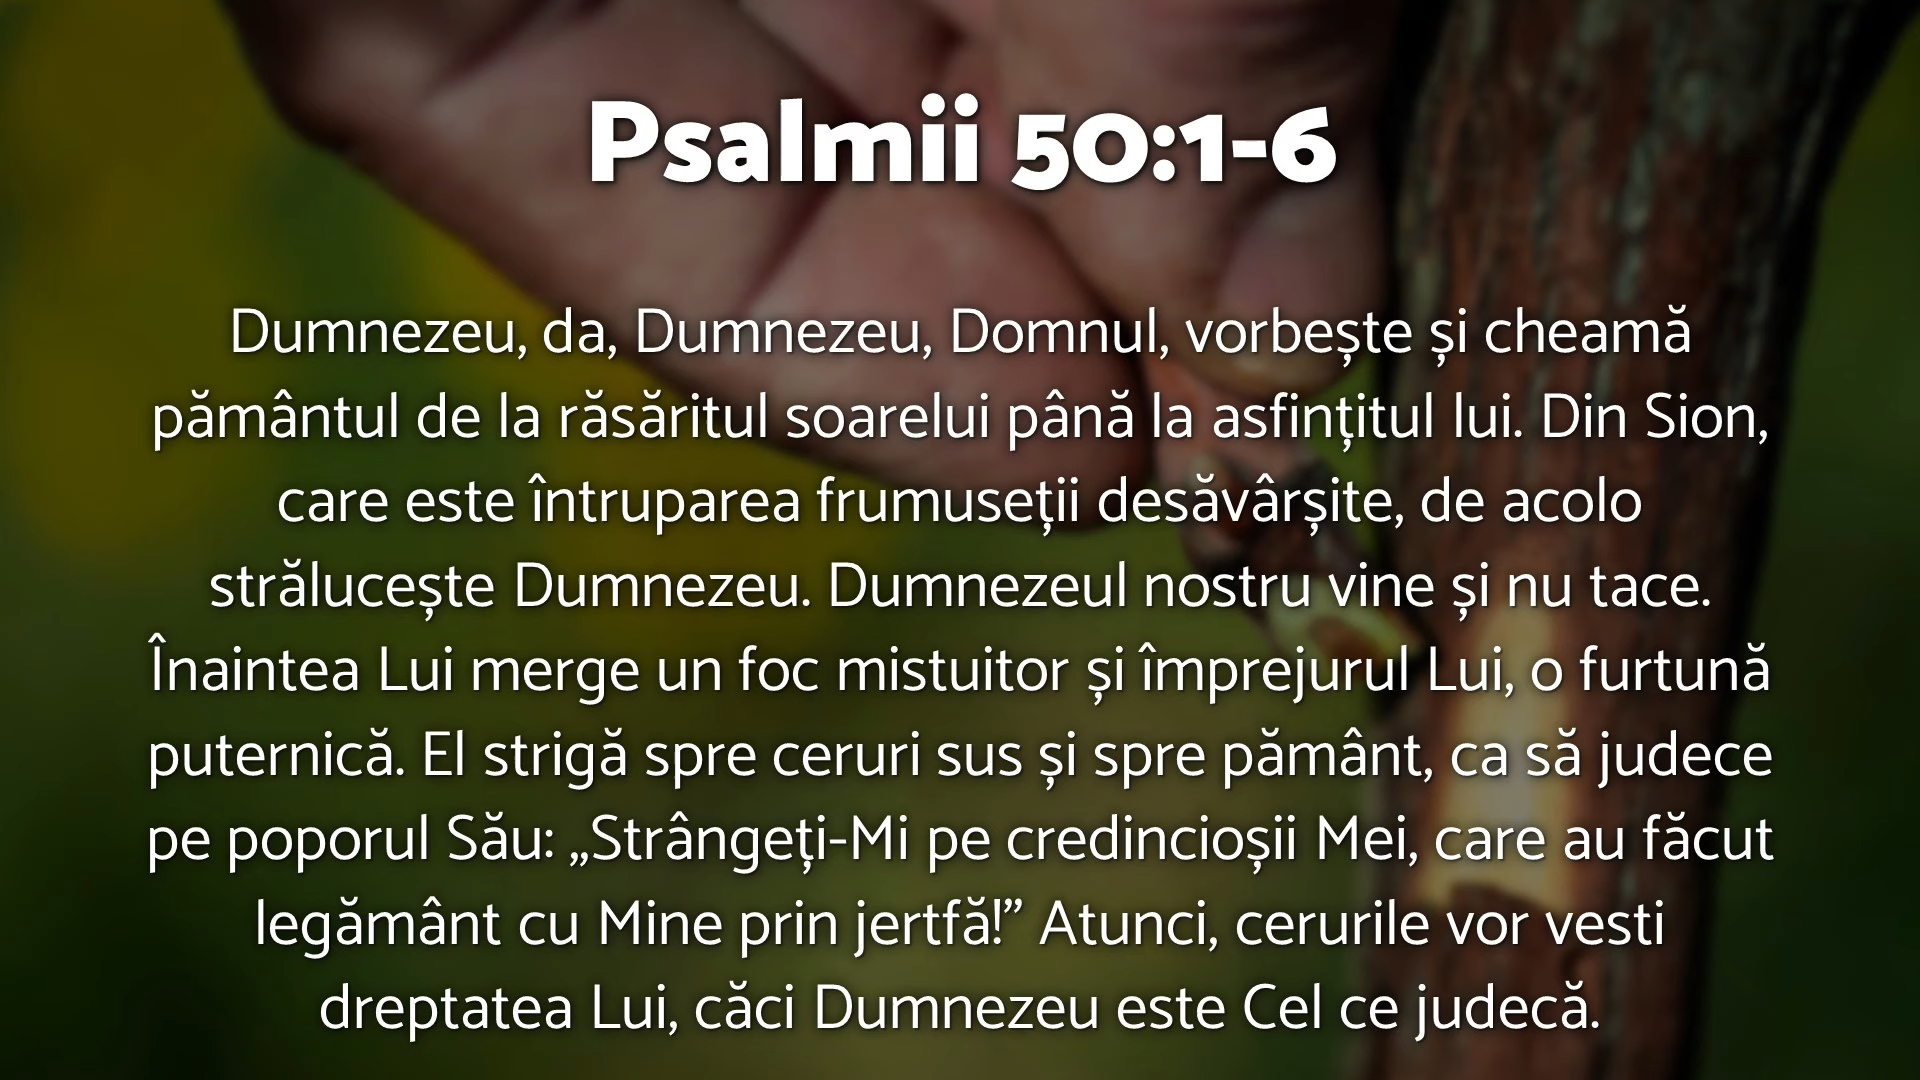 Psalmii 50:1-6
Dumnezeu, da, Dumnezeu, Domnul, vorbește și cheamă
pământul de la răsăritul soarelui până la asfințitul lui. Din Sion,
care este întruparea frumuseții desăvârșite, de acolo
strălucește Dumnezeu. Dumnezeul nostru vine și nu tace.
Înaintea Lui merge un foc mistuitor și împrejurul Lui, o furtună
puternică. El strigă spre ceruri sus și spre pământ, ca să judece
pe poporul Său: „Strângeți-Mi pe credincioșii Mei, care au făcut
legământ cu Mine prin jertfă!” Atunci, cerurile vor vesti
dreptatea Lui, căci Dumnezeu este Cel ce judecă.